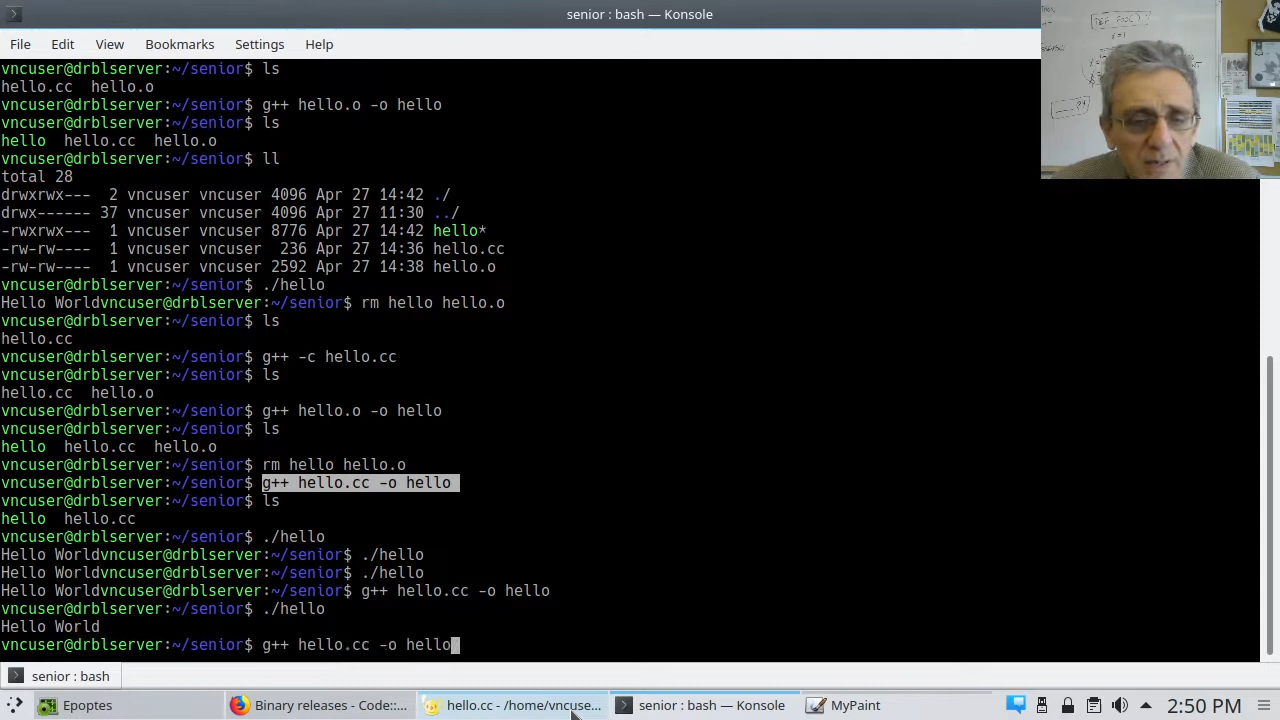 senior : bash — Konsole
File Edit View Bookmarks Settings Help
vncuser@drblserver:~/senior$ ls
hello.cc  hello.o
vncuser@drblserver:~/senior$ g++ hello.o -o hello
vncuser@drblserver:~/senior$ ls
hello  hello.cc  hello.o
vncuser@drblserver:~/senior$ ll
total 28
drwxrwx---  2 vncuser vncuser 4096 Apr 27 14:42 ./
drwx------ 37 vncuser vncuser 4096 Apr 27 11:30 ../
-rwxrwx---  1 vncuser vncuser 8776 Apr 27 14:42 hello*
-rw-rw----  1 vncuser vncuser  236 Apr 27 14:36 hello.cc
-rw-rw----  1 vncuser vncuser 2592 Apr 27 14:38 hello.o
vncuser@drblserver:~/senior$ ./hello
Hello Worldvncuser@drblserver:~/senior$ rm hello hello.o
vncuser@drblserver:~/senior$ ls
hello.cc
vncuser@drblserver:~/senior$ g++ -c hello.cc
vncuser@drblserver:~/senior$ ls
hello.cc  hello.o
vncuser@drblserver:~/senior$ g++ hello.o -o hello
vncuser@drblserver:~/senior$ ls
hello  hello.cc  hello.o
vncuser@drblserver:~/senior$ rm hello hello.o
vncuser@drblserver:~/senior$ g++ hello.cc -o hello
vncuser@drblserver:~/senior$ ls
hello  hello.cc
vncuser@drblserver:~/senior$ ./hello
Hello Worldvncuser@drblserver:~/senior$ ./hello
Hello Worldvncuser@drblserver:~/senior$ ./hello
Hello Worldvncuser@drblserver:~/senior$ g++ hello.cc -o hello
vncuser@drblserver:~/senior$ ./hello
Hello World
vncuser@drblserver:~/senior$ g++ hello.cc -o hello
senior : bash
Epoptes Binary releases - Code::... hello.cc - /home/vncuse... senior : bash — Konsole MyPaint 2:50 PM